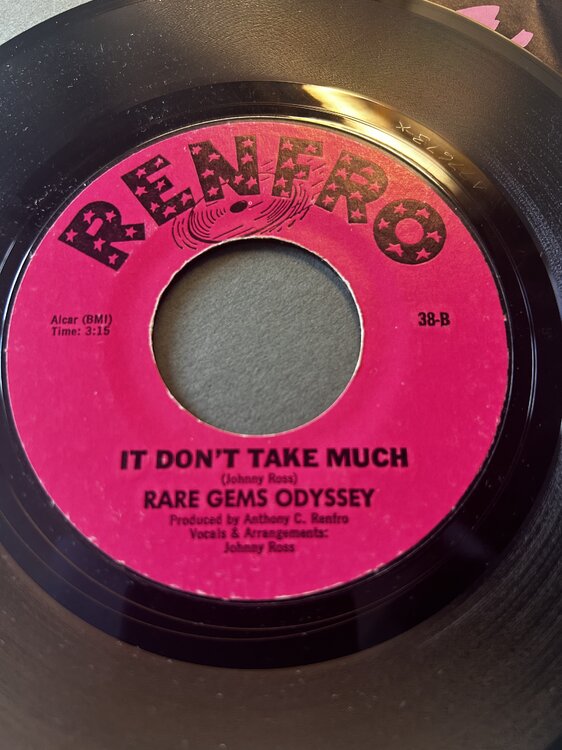 RENFRO
Alcar (BMI)
Time: 3:15
38-B
IT DON'T TAKE MUCH
(Johnny Ross)
RARE GEMS ODYSSEY
Produced by Anthony C. Renfro
Vocals & Arrangements:
Johnny Ross